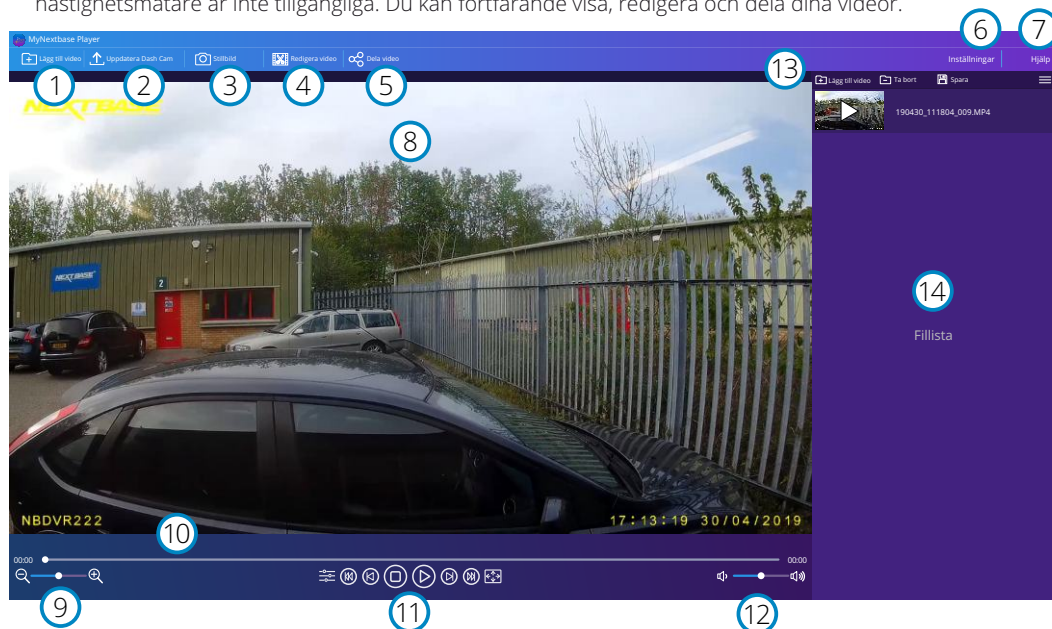 hastighetsmätare är inte tillgängliga. Du kan fortfarande visa, redigera och dela dina videor.
6 7
MyNextbase Player
Lägg till video Uppdatera Dash Cam Stillbild Redigera video Dela video Inställningar Hjälp
1 2 3 4 5 13
Lägg till video Ta bort Spara
NEXTBASE
190430_111804_009.MP4
8
NEXTBASE
2
14
Fillista
NBDVR222 17:13:19 30/04/2019
10
00:00 00:00
9 11 12